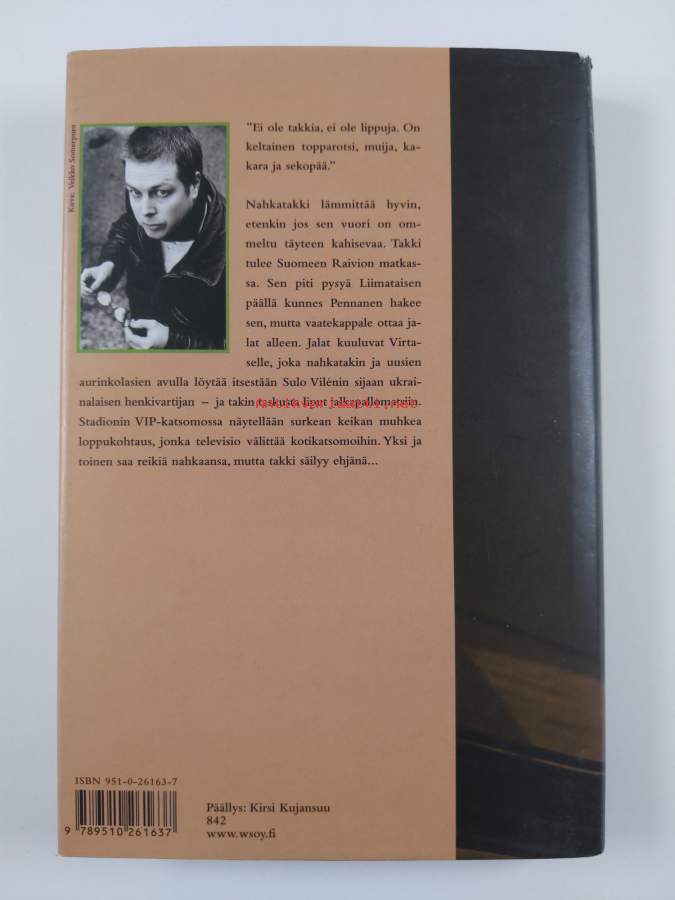 Kuva: Veikko Somerpuro
"Ei ole takkia, ei ole lippuja. On
keltainen topparotsi, muija, ka-
kara ja sekopää."
Nahkatakki lämmittää hyvin,
etenkin jos sen vuori on om-
meltu täyteen kahisevaa. Takki
tulee Suomeen Raivion matkas-
sa. Sen piti pysyä Liimataisen
päällä kunnes Pennanen hakee
sen, mutta vaatekappale ottaa ja-
lat alleen. Jalat kuuluvat Virta-
selle, joka nahkatakin ja uusien
aurinkolasien avulla löytää itsestään Sulo Vilénin sijaan ukrai-
nalaisen henkivartijan – ja takin taskusta liput jalkapallomatsiin.
Stadionin VIP-katsomossa näytellään surkean keikan muhkea
loppukohtaus, jonka televisio välittää kotikatsomoihin. Yksi ja
toinen saa reikiä nahkaansa, mutta takki säilyy ehjänä...
ISBN 951-0-26163-7
9 789510 261637
Päällys: Kirsi Kujansuu
842
www.wsoy.fi